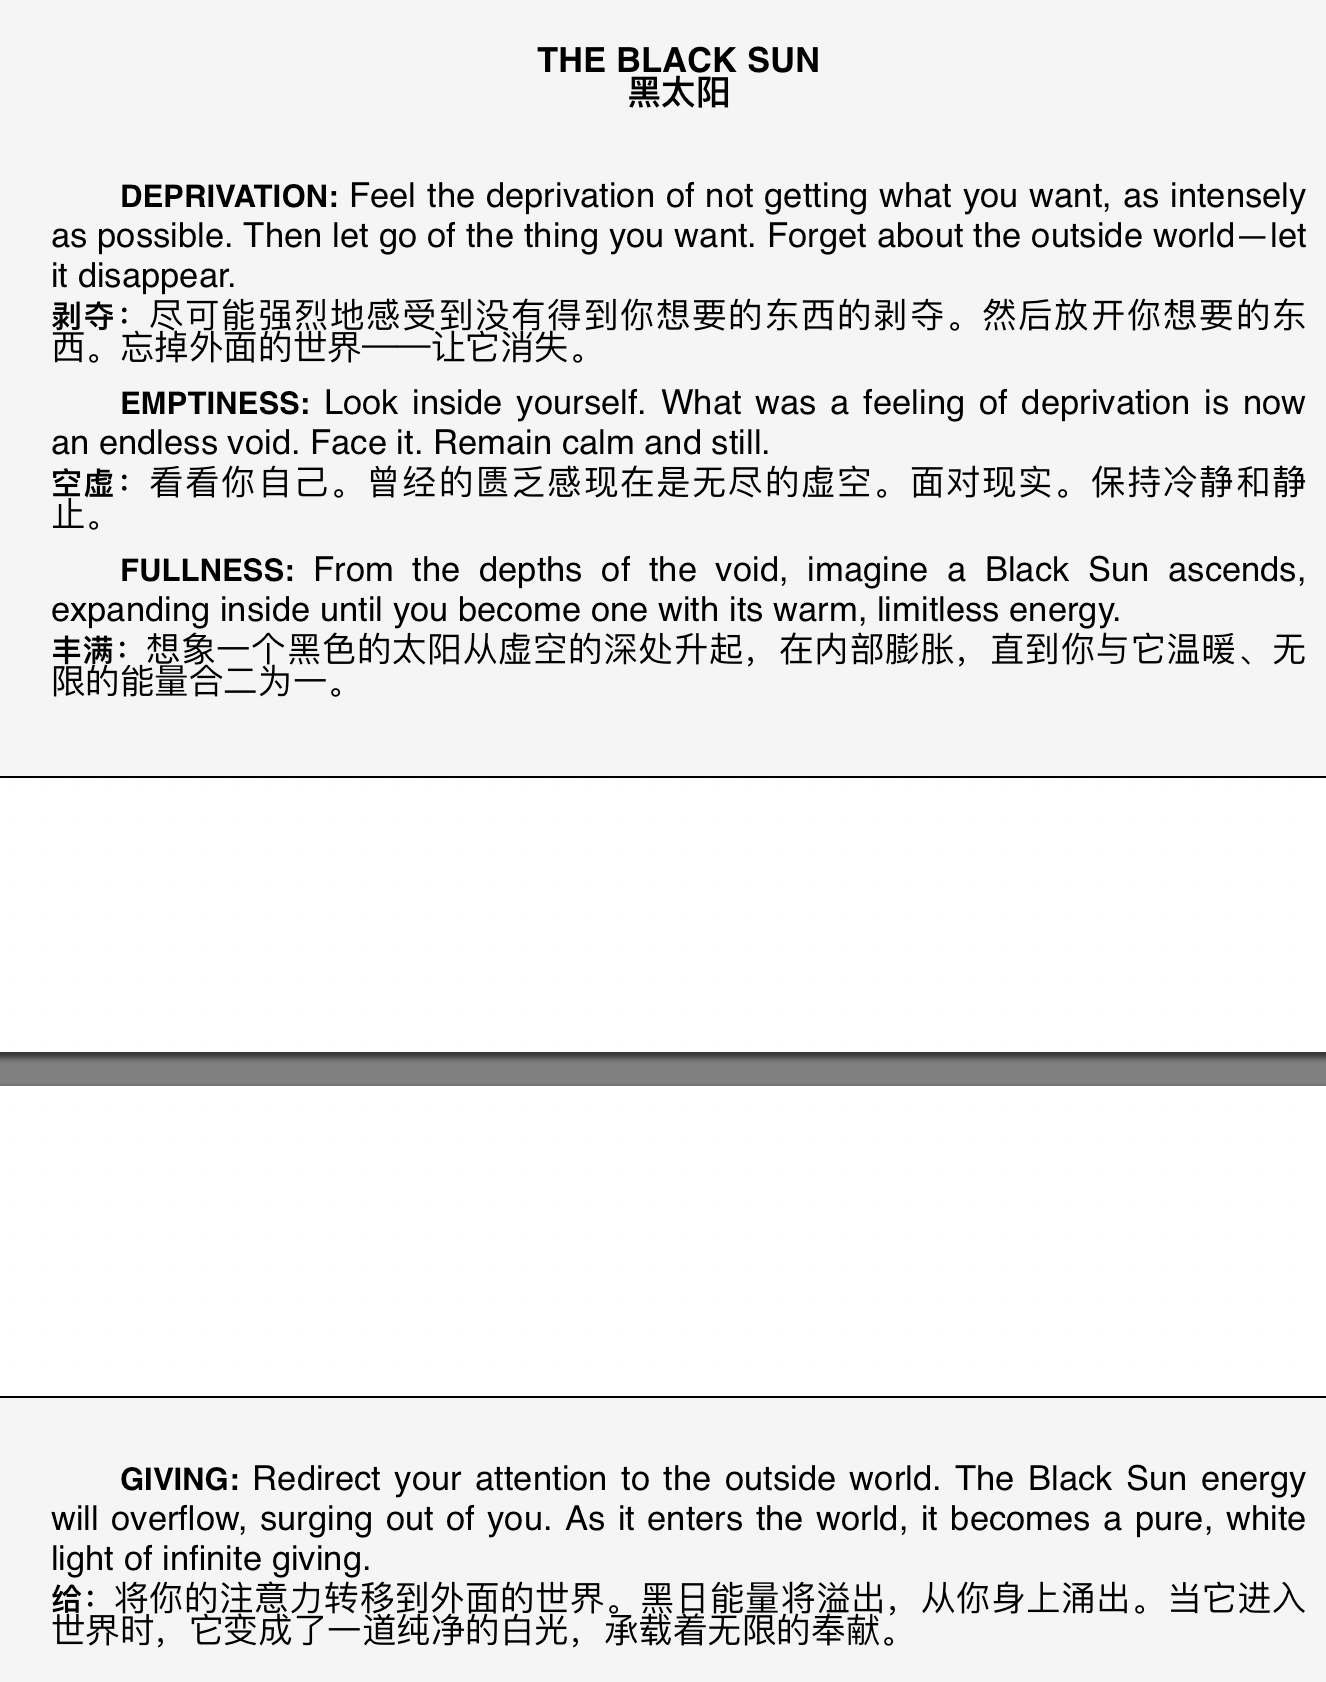 THE BLACK SUN
黑太阳
DEPRIVATION: Feel the deprivation of not getting what you want, as intensely
as possible. Then let go of the thing you want. Forget about the outside world—let
it disappear.
剥夺：尽可能强烈地感受到没有得到你想要的东西的剥夺。然后放开你想要的东
西。忘掉外面的世界——让它消失。
EMPTINESS: Look inside yourself. What was a feeling of deprivation is now
an endless void. Face it. Remain calm and still.
空虚：看看你自己。曾经的匮乏感现在是无尽的虚空。面对现实。保持冷静和静
止。
FULLNESS: From the depths of the void, imagine a Black Sun ascends,
expanding inside until you become one with its warm, limitless energy.
丰满：想象一个黑色的太阳从虚空的深处升起，在内部膨胀，直到你与它温暖、无
限的能量合二为一。
GIVING: Redirect your attention to the outside world. The Black Sun energy
will overflow, surging out of you. As it enters the world, it becomes a pure, white
light of infinite giving.
给：将你的注意力转移到外面的世界。黑日能量将溢出，从你身上涌出。当它进入
世界时，它变成了一道纯净的白光，承载着无限的奉献。